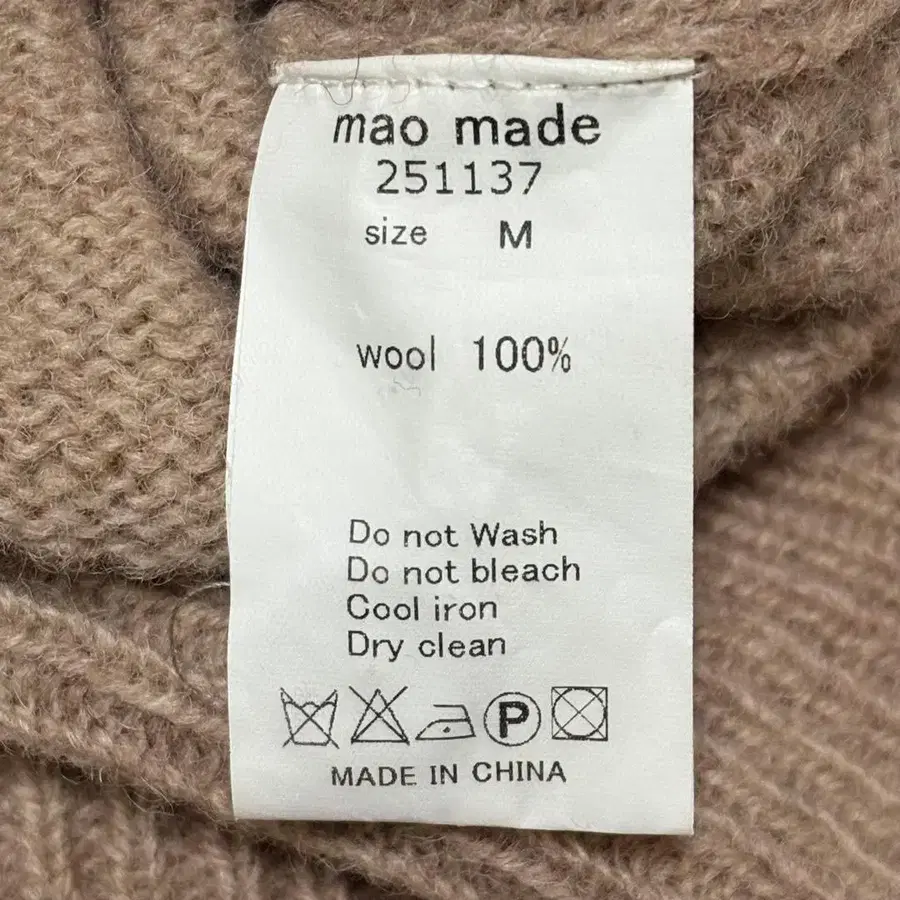 mao made
251137
size M
wool 100%
Do not Wash
Do not bleach
Cool iron
Dry clean
P
MADE IN CHINA